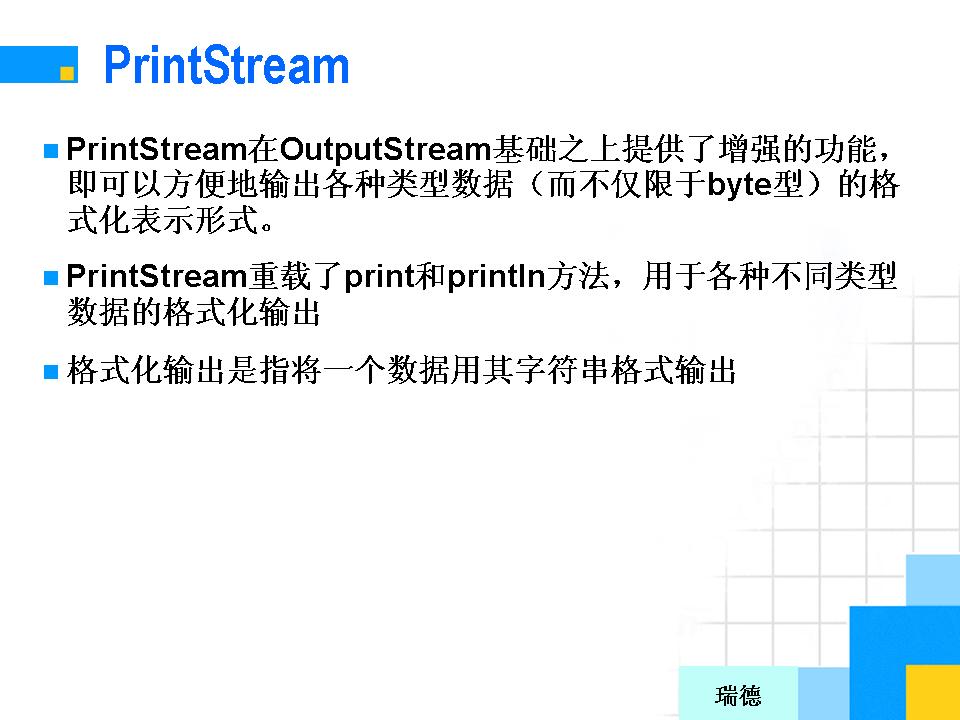 PrintStream
PrintStream在OutputStream基础之上提供了增强的功能，
即可以方便地输出各种类型数据（而不仅限于byte型）的格
式化表示形式。
PrintStream重载了print和println方法，用于各种不同类型
数据的格式化输出
格式化输出是指将一个数据用其字符串格式输出
瑞德